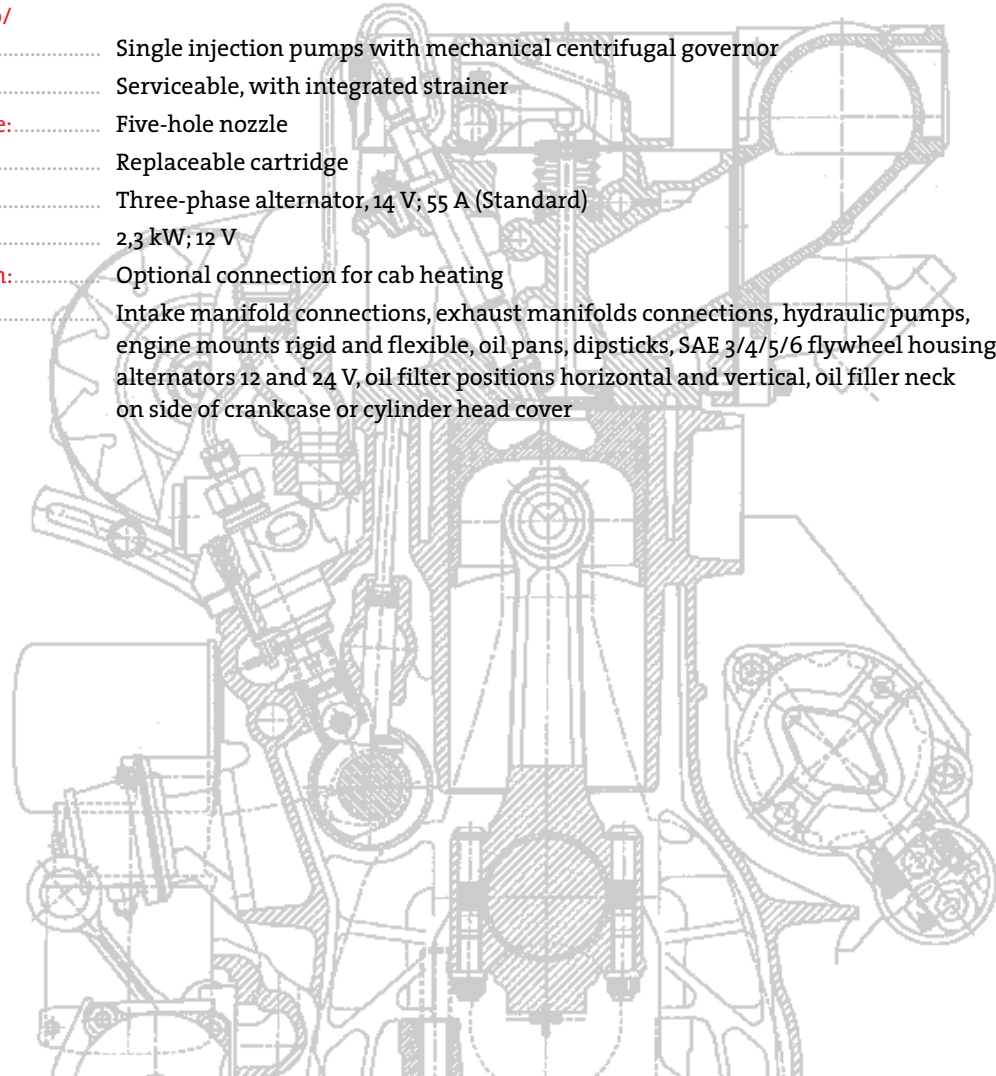 Single injection pumps with mechanical centrifugal governor
Serviceable, with integrated strainer
Five-hole nozzle
Replaceable cartridge
Three-phase alternator, 14 V; 55 A (Standard)
2,3 kW; 12 V
Optional connection for cab heating
Intake manifold connections, exhaust manifolds connections, hydraulic pumps,
engine mounts rigid and flexible, oil pans, dipsticks, SAE 3/4/5/6 flywheel housing
alternators 12 and 24 V, oil filter positions horizontal and vertical, oil filler neck
on side of crankcase or cylinder head cover